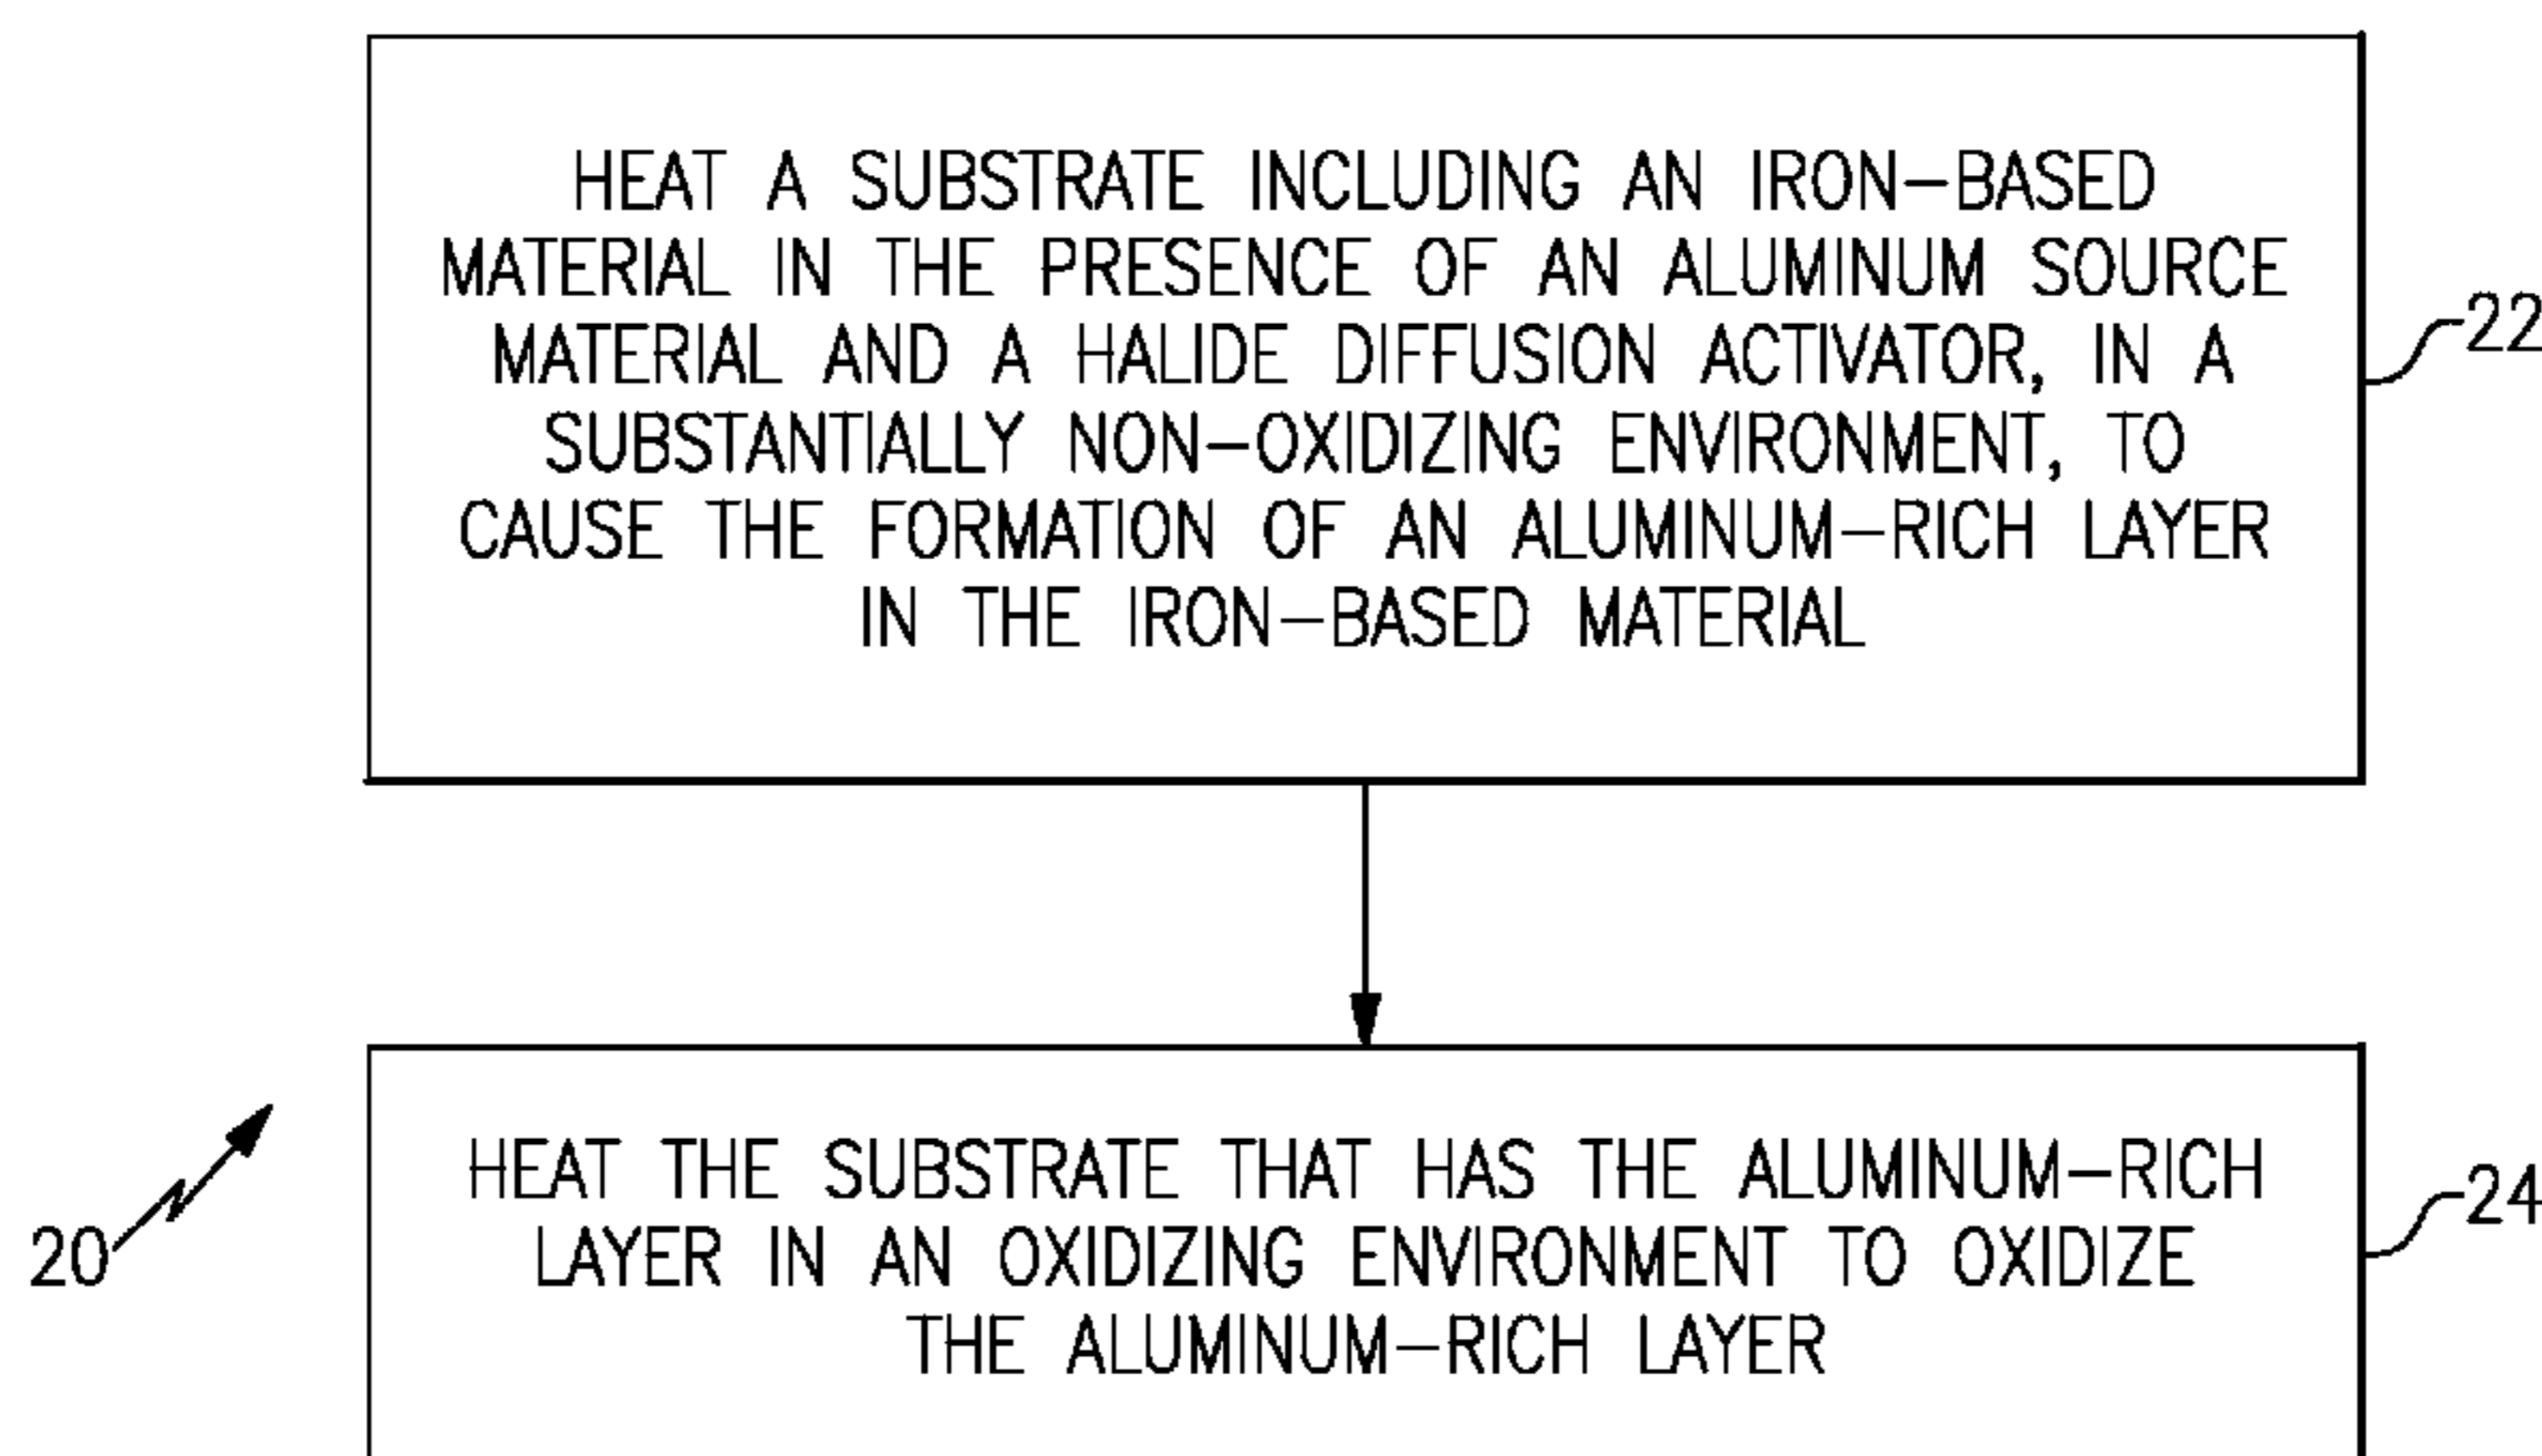 HEAT A SUBSTRATE INCLUDING AN IRON-BASED
MATERIAL IN THE PRESENCE OF AN ALUMINUM SOURCE
MATERIAL AND A HALIDE DIFFUSION ACTIVATOR, IN A
SUBSTANTIALLY NON-OXIDIZING ENVIRONMENT, TO
CAUSE THE FORMATION OF AN ALUMINUM-RICH LAYER
IN THE IRON-BASED MATERIAL
22
HEAT THE SUBSTRATE THAT HAS THE ALUMINUM-RICH
LAYER IN AN OXIDIZING ENVIRONMENT TO OXIDIZE
THE ALUMINUM-RICH LAYER
24
20